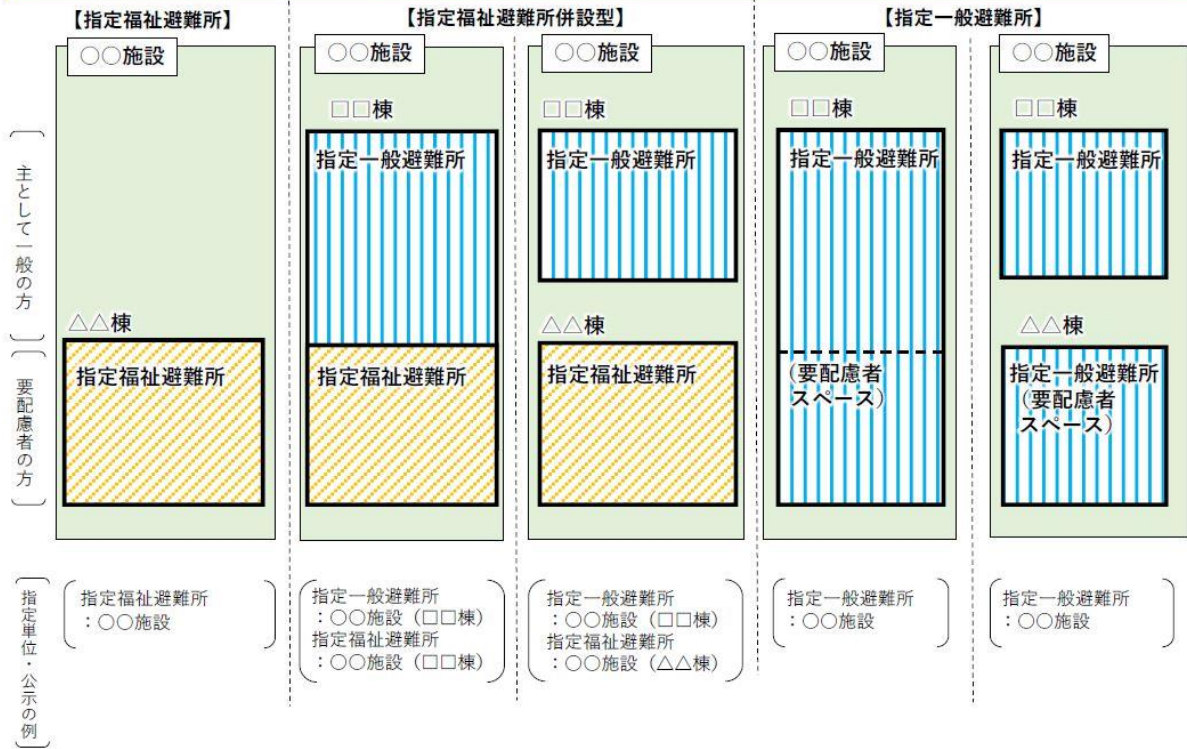 【指定福祉避難所】
【指定福祉避難所併設型】
【指定一般避難所】
○○施設
○○施設
○○施設
○○施設
○○施設
□□棟
□□棟
□□棟
□□棟
指定一般避難所
指定一般避難所
指定一般避難所
指定一般避難所
主として一般の方
△△棟
△△棟
△△棟
指定福祉避難所
指定福祉避難所
指定福祉避難所
(要配慮者
スペース)
指定一般避難所
(要配慮者
スペース)
要配慮者の方
指定単位・公示の例
指定福祉避難所
：○○施設
指定一般避難所
：○○施設（□□棟）
指定福祉避難所
：○○施設（□□棟）
指定一般避難所
：○○施設（□□棟）
指定福祉避難所
：○○施設（△△棟）
指定一般避難所
：○○施設
指定一般避難所
：○○施設